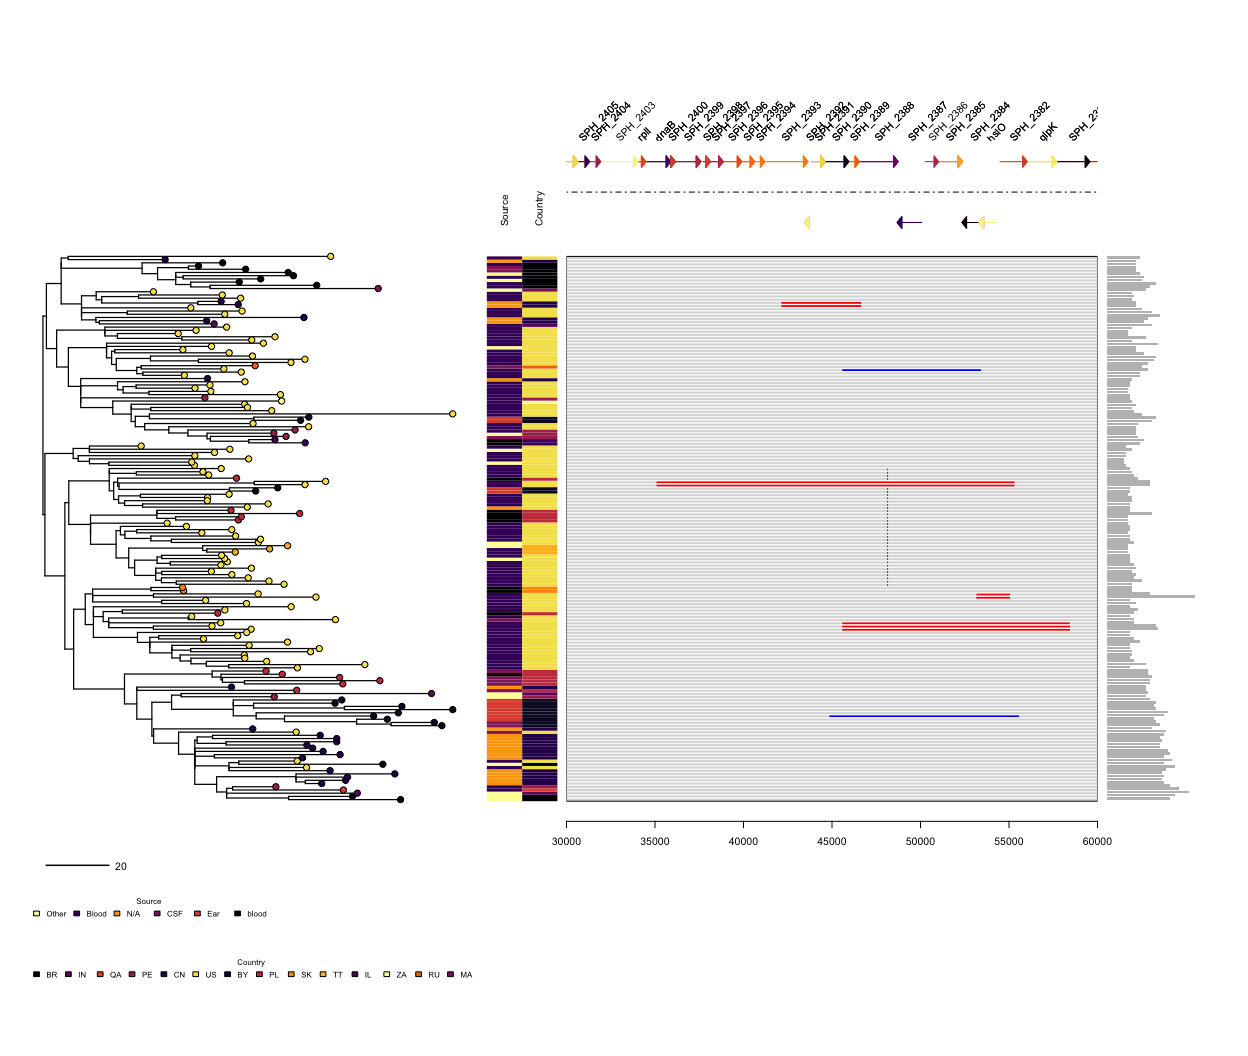 SPH_2405 SPH_2404 SPH_2403 rplI dnaB SPH_2400 SPH_2399 SPH_2398 SPH_2397 SPH_2396 SPH_2395 SPH_2394 SPH_2393 SPH_2392 SPH_2391 SPH_2390 SPH_2389 SPH_2388 SPH_2387 SPH_2386 SPH_2385 SPH_2384 hslO SPH_2382 glpK
Source Country
30000 35000 40000 45000 50000 55000 60000
20
Source
Other Blood N/A CSF Ear blood
Country
BR IN QA PE CN US BY PL SK TT IL ZA RU MA